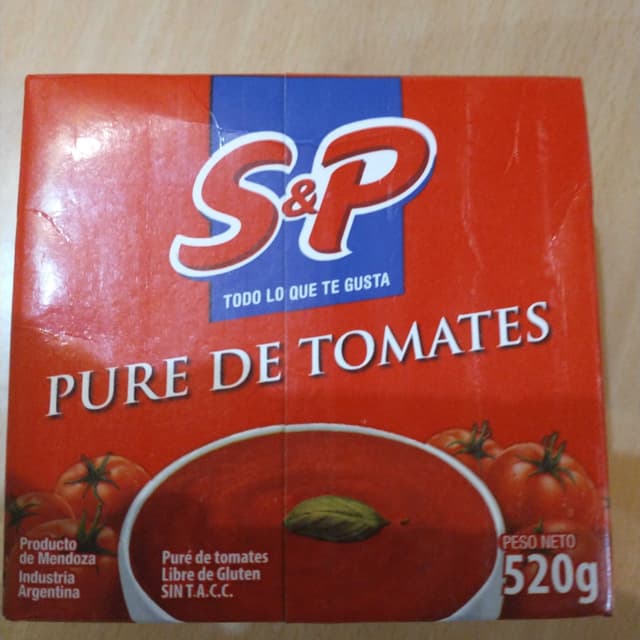 S&P
TODO LO QUE TE GUSTA
PURE DE TOMATES
Producto
de Mendoza
Industria
Argentina
Puré de tomates
Libre de Gluten
SIN T.A.C.C.
PESO NETO
520g